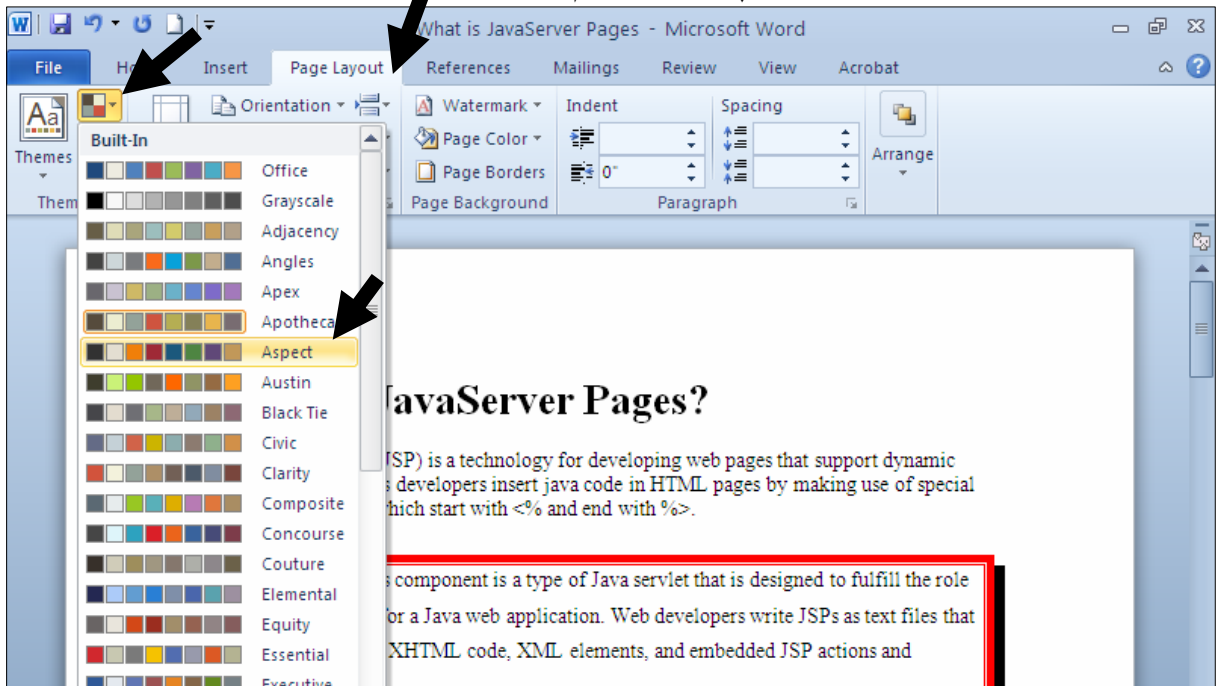 What is JavaServer Pages - Microsoft Word
File Insert Page Layout References Mailings Review View Acrobat
Orientation Watermark Indent Spacing
Page Color
Page Borders 0"
Themes Arrange
Page Background Paragraph
Built-In
Office
Grayscale
Adjacency
Angles
Apex
Aspect
Austin
Black Tie
Civic
Clarity
Composite
Concourse
Couture
Elemental
Equity
Essential
Executive
JavaServer Pages?
JSP) is a technology for developing web pages that support dynamic
developers insert java code in HTML pages by making use of special
which start with <% and end with %>.
component is a type of Java servlet that is designed to fulfill the role
for a Java web application. Web developers write JSPs as text files that
XHTML code, XML elements, and embedded JSP actions and